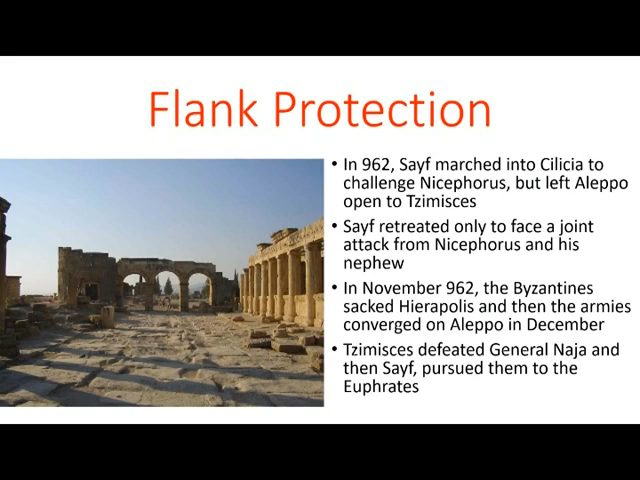 Flank Protection
• In 962, Sayf marched into Cilicia to
challenge Nicephorus, but left Aleppo
open to Tzimisces
• Sayf retreated only to face a joint
attack from Nicephorus and his
nephew
• In November 962, the Byzantines
sacked Hierapolis and then the armies
converged on Aleppo in December
• Tzimisces defeated General Naja and
then Sayf, pursued them to the
Euphrates